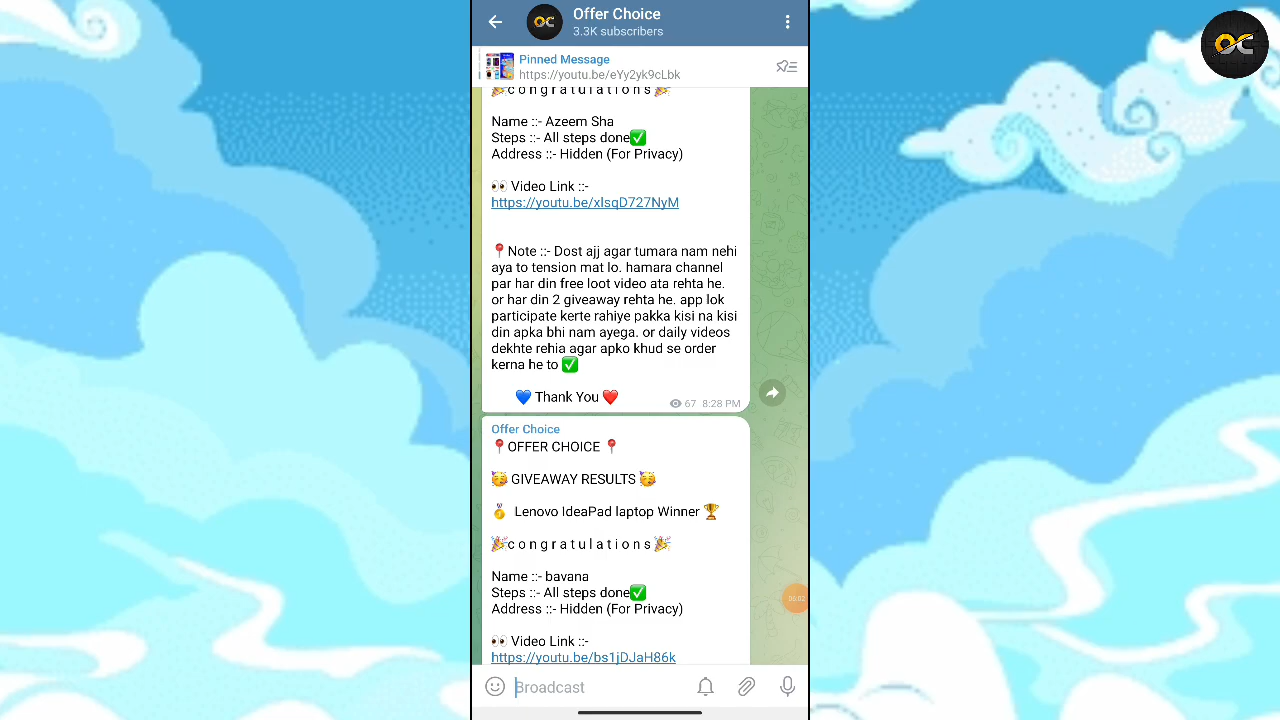 OC
Offer Choice
3.3K subscribers
OC
Pinned Message
https://youtu.be/eYy2yk9cLbk
🎉c o n g r a t u l a t i o n s 🎉
Name ::- Azeem Sha
Steps ::- All steps done✅
Address ::- Hidden (For Privacy)
👀 Video Link ::-
https://youtu.be/xlsqD727NyM
📍Note ::- Dost ajj agar tumara nam nehi
aya to tension mat lo. hamara channel
par har din free loot video ata rehta he.
or har din 2 giveaway rehta he. app lok
participate kerte rahiye pakka kisi na kisi
din apka bhi nam ayega. or daily videos
dekhte rehia agar apko khud se order
kerna he to ✅
💙 Thank You ❤️
67 8:28 PM
Offer Choice
📍OFFER CHOICE 📍
🥳 GIVEAWAY RESULTS 🥳
🏅 Lenovo IdeaPad laptop Winner 🏆
🎉c o n g r a t u l a t i o n s 🎉
Name ::- bavana
Steps ::- All steps done✅
Address ::- Hidden (For Privacy)
06:02
👀 Video Link ::-
https://youtu.be/bs1jDJaH86k
Broadcast